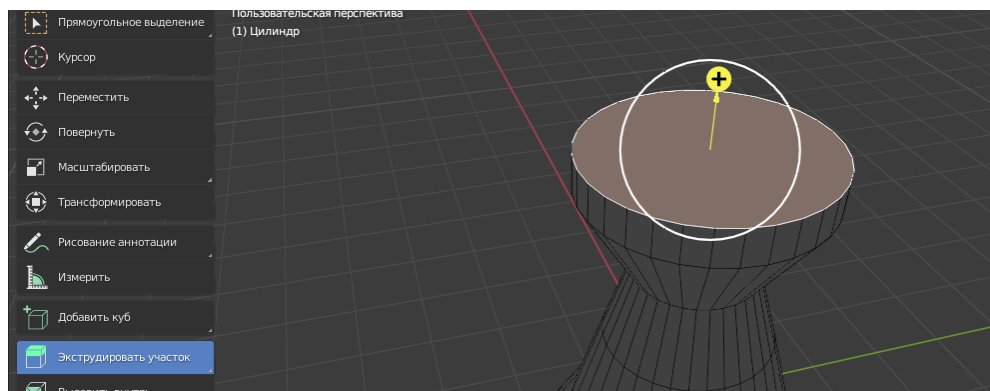 Пользовательская перспектива
(1) Цилиндр
Прямоугольное выделение
Курсор
Переместить
Повернуть
Масштабировать
Трансформировать
Рисование аннотации
Измерить
Добавить куб
Экструдировать участок